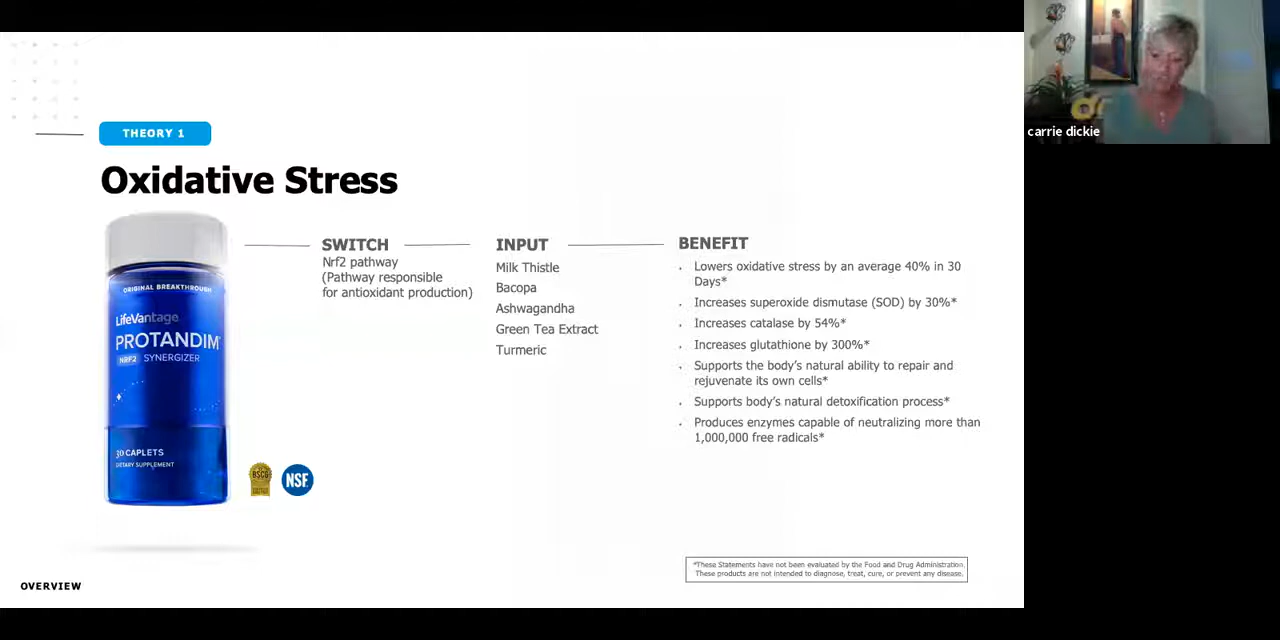 THEORY 1
Oxidative Stress
ORIGINAL BREAKTHROUGH
LifeVantage
PROTANDIM
NRF2 SYNERGIZER
30 CAPLETS
DIETARY SUPPLEMENT
BSCG
NSF
SWITCH
Nrf2 pathway
(Pathway responsible
for antioxidant production)
INPUT
Milk Thistle
Bacopa
Ashwagandha
Green Tea Extract
Turmeric
BENEFIT
Lowers oxidative stress by an average 40% in 30
Days*
Increases superoxide dismutase (SOD) by 30%*
Increases catalase by 54%*
Increases glutathione by 300%*
Supports the body's natural ability to repair and
rejuvenate its own cells*
Supports body's natural detoxification process*
Produces enzymes capable of neutralizing more than
1,000,000 free radicals*
*These Statements have not been evaluated by the Food and Drug Administration.
These products are not intended to diagnose, treat, cure, or prevent any disease.
OVERVIEW
carrie dickie